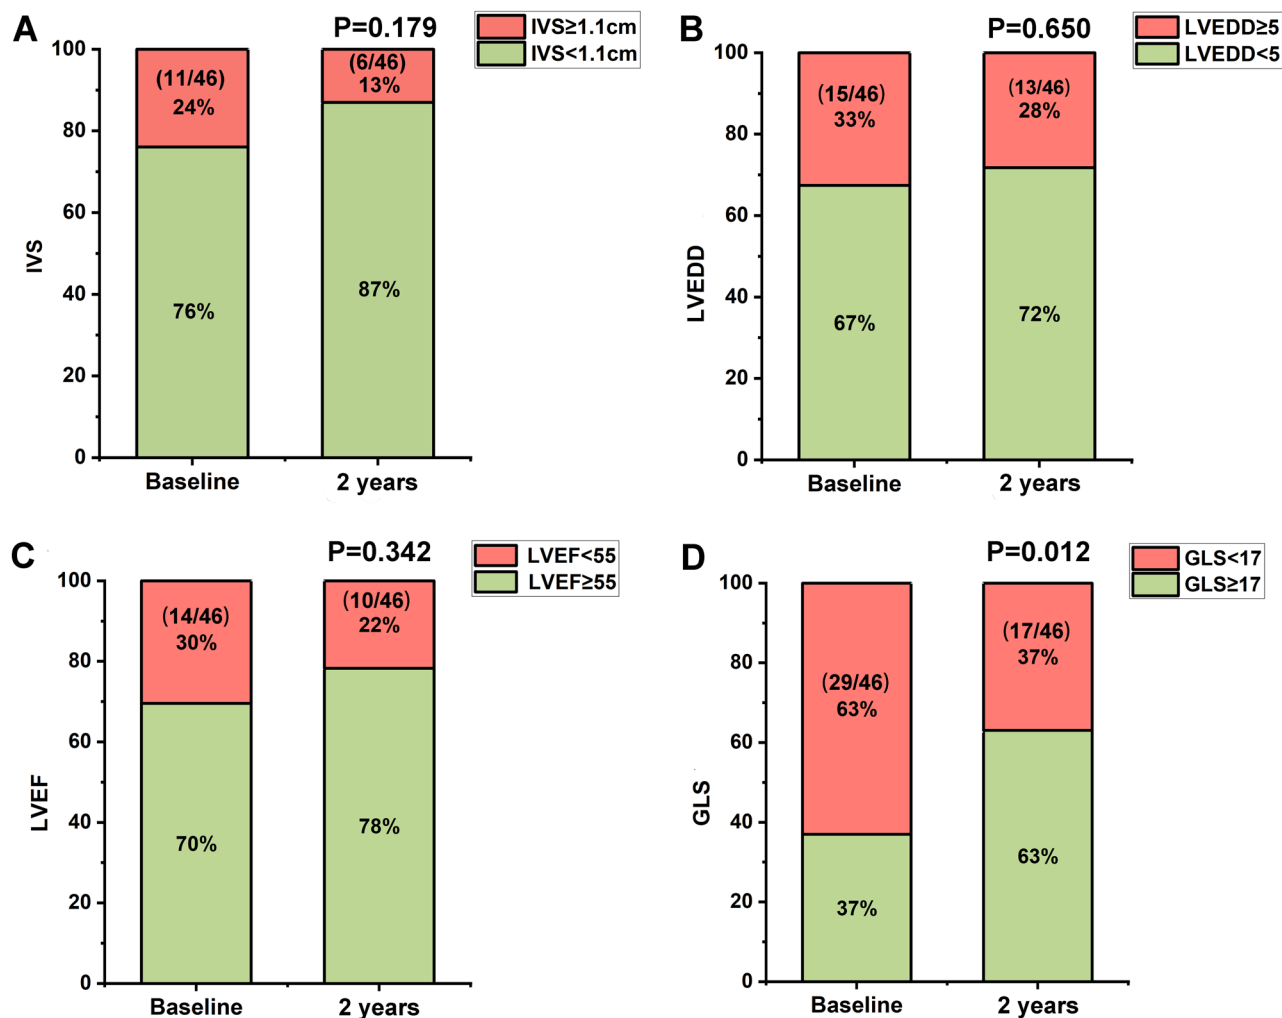 A
P=0.179
IVS≥1.1cm
IVS<1.1cm
100
80
60
40
20
0
IVS
(11/46)
24%
76%
(6/46)
13%
87%
Baseline
2 years
B
P=0.650
LVEDD≥5
LVEDD<5
100
80
60
40
20
0
LVEDD
(15/46)
33%
67%
(13/46)
28%
72%
Baseline
2 years
C
P=0.342
LVEF<55
LVEF≥55
100
80
60
40
20
0
LVEF
(14/46)
30%
70%
(10/46)
22%
78%
Baseline
2 years
D
P=0.012
GLS<17
GLS≥17
100
80
60
40
20
0
GLS
(29/46)
63%
37%
(17/46)
37%
63%
Baseline
2 years